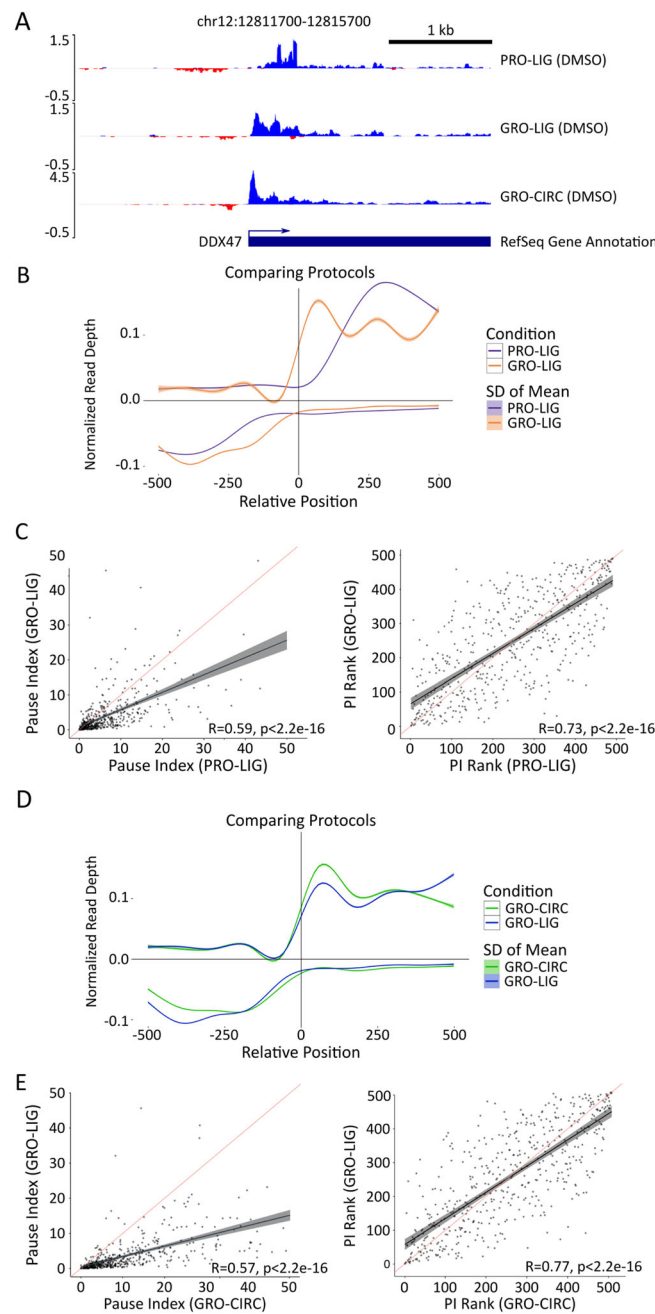 A
chr12:12811700-12815700
1 kb
1.5
-0.5
PRO-LIG (DMSO)
1.5
-0.5
GRO-LIG (DMSO)
4.5
-0.5
GRO-CIRC (DMSO)
DDX47
RefSeq Gene Annotation
B
Comparing Protocols
Normalized Read Depth
0.1
0.0
-0.1
-500
-250
0
250
500
Relative Position
Condition
PRO-LIG
GRO-LIG
SD of Mean
PRO-LIG
GRO-LIG
C
Pause Index (GRO-LIG)
50
40
30
20
10
0
0
10
20
30
40
50
R=0.59, p<2.2e-16
Pause Index (PRO-LIG)
PI Rank (GRO-LIG)
500
400
300
200
100
0
0
100
200
300
400
500
R=0.73, p<2.2e-16
PI Rank (PRO-LIG)
D
Comparing Protocols
Normalized Read Depth
0.1
0.0
-0.1
-500
-250
0
250
500
Relative Position
Condition
GRO-CIRC
GRO-LIG
SD of Mean
GRO-CIRC
GRO-LIG
E
Pause Index (GRO-LIG)
50
40
30
20
10
0
0
10
20
30
40
50
R=0.57, p<2.2e-16
Pause Index (GRO-CIRC)
PI Rank (GRO-LIG)
500
400
300
200
100
0
0
100
200
300
400
500
R=0.77, p<2.2e-16
PI Rank (GRO-CIRC)